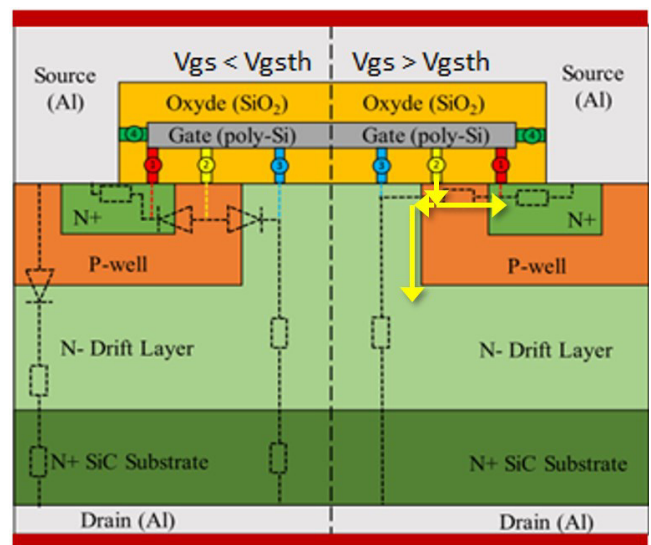 Vgs < Vgsth
Vgs > Vgsth
Source
(Al)
Source
(Al)
Oxyde (SiO₂)
Oxyde (SiO₂)
Gate (poly-Si)
Gate (poly-Si)
4
4
1
2
3
3
2
1
N+
N+
P-well
P-well
N- Drift Layer
N- Drift Layer
N+ SiC Substrate
N+ SiC Substrate
Drain (Al)
Drain (Al)